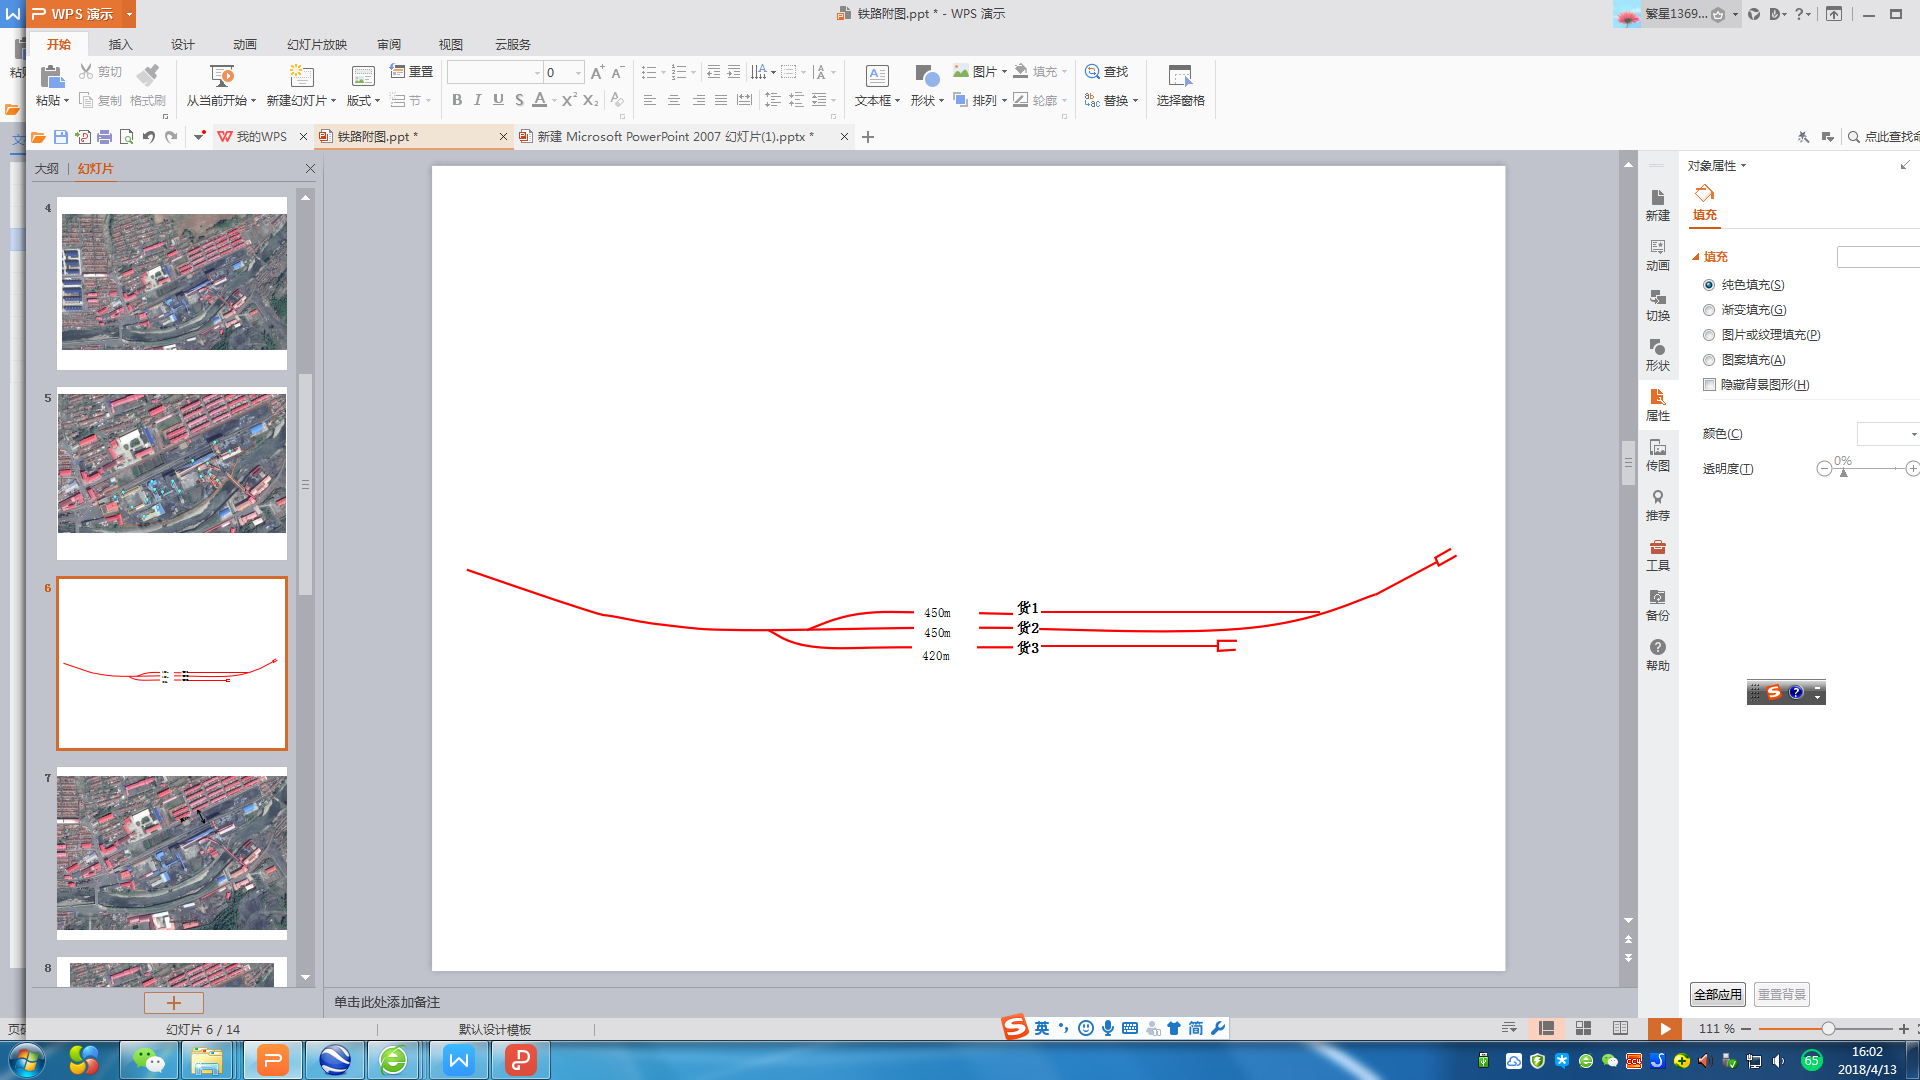 WPS 演示
铁路附图.ppt * - WPS 演示
繁星1369...
开始 插入 设计 动画 幻灯片放映 审阅 视图 云服务
粘贴 剪切 复制 格式刷 从当前开始 新建幻灯片 版式 重置 节
0
B I U S A X² X₂
文本框 形状 图片 排列 填充 轮廓 查找 替换 选择窗格
我的WPS 铁路附图.ppt * 新建 Microsoft PowerPoint 2007 幻灯片(1).pptx *
点此查找命
大纲 幻灯片
4
5
6
7
8
450m 货1
450m 货2
420m 货3
新建
动画
切换
形状
属性
传图
推荐
工具
备份
帮助
对象属性
填充
填充
纯色填充(S)
渐变填充(G)
图片或纹理填充(P)
图案填充(A)
隐藏背景图形(H)
颜色(C)
透明度(T) 0%
全部应用 重置背景
单击此处添加备注
幻灯片 6 / 14 默认设计模板
英 简
111 %
65
16:02
2018/4/13